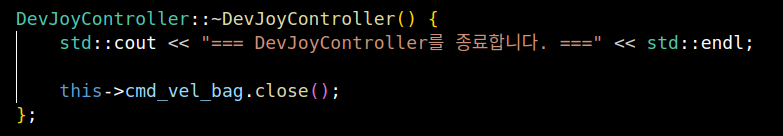 DevJoyController::~DevJoyController() {
    std::cout << "=== DevJoyController를 종료합니다. ===" << std::endl;
    this->cmd_vel_bag.close();
};